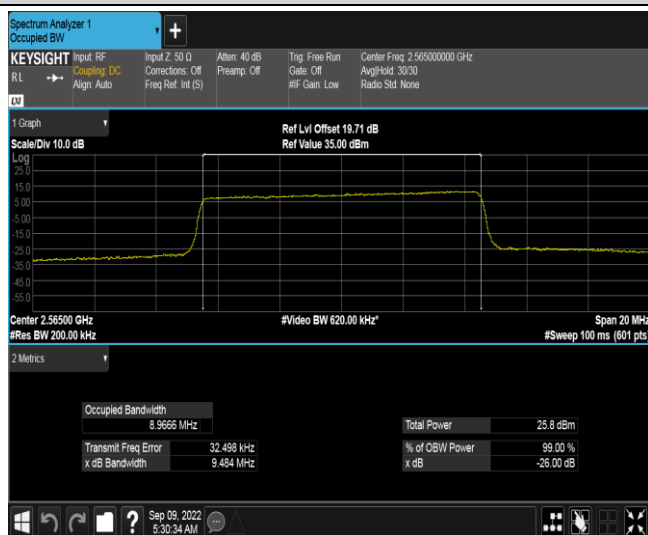 Spectrum Analyzer 1
Occupied BW
+
KEYSIGHT
RL
LXI
Input: RF
Coupling: DC
Align: Auto
Input Z: 50 Ω
Corrections: Off
Freq Ref: Int (S)
Atten: 40 dB
Preamp: Off
Trig: Free Run
Gate: Off
#IF Gain: Low
Center Freq: 2.565000000 GHz
Avg|Hold: 30/30
Radio Std: None
1 Graph
Scale/Div 10.0 dB
Ref Lvl Offset 19.71 dB
Ref Value 35.00 dBm
Log
25.0
15.0
5.00
-5.00
-15.0
-25.0
-35.0
-45.0
-55.0
Center 2.56500 GHz
#Res BW 200.00 kHz
#Video BW 620.00 kHz*
Span 20 MHz
#Sweep 100 ms (601 pts)
2 Metrics
Occupied Bandwidth
8.9666 MHz
Transmit Freq Error 32.498 kHz
x dB Bandwidth 9.484 MHz
Total Power 25.8 dBm
% of OBW Power 99.00 %
x dB -26.00 dB
?
Sep 09, 2022
5:30:34 AM